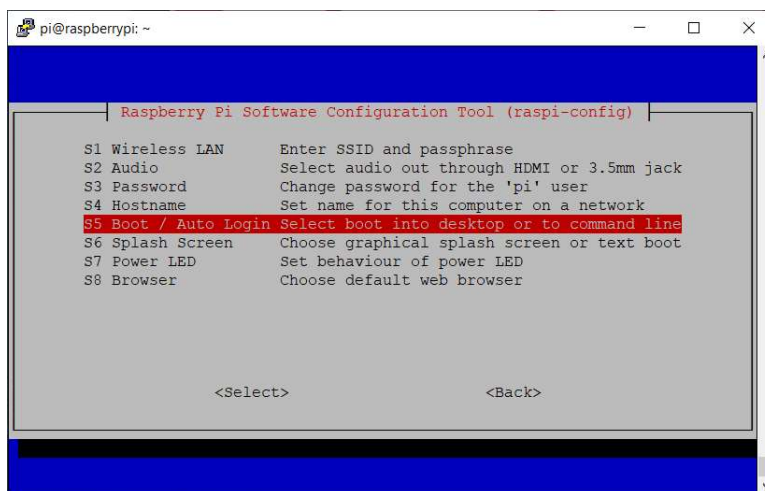 pi@raspberrypi: ~
Raspberry Pi Software Configuration Tool (raspi-config)
S1 Wireless LAN Enter SSID and passphrase
S2 Audio Select audio out through HDMI or 3.5mm jack
S3 Password Change password for the 'pi' user
S4 Hostname Set name for this computer on a network
S5 Boot / Auto Login Select boot into desktop or to command line
S6 Splash Screen Choose graphical splash screen or text boot
S7 Power LED Set behaviour of power LED
S8 Browser Choose default web browser
<Select> <Back>